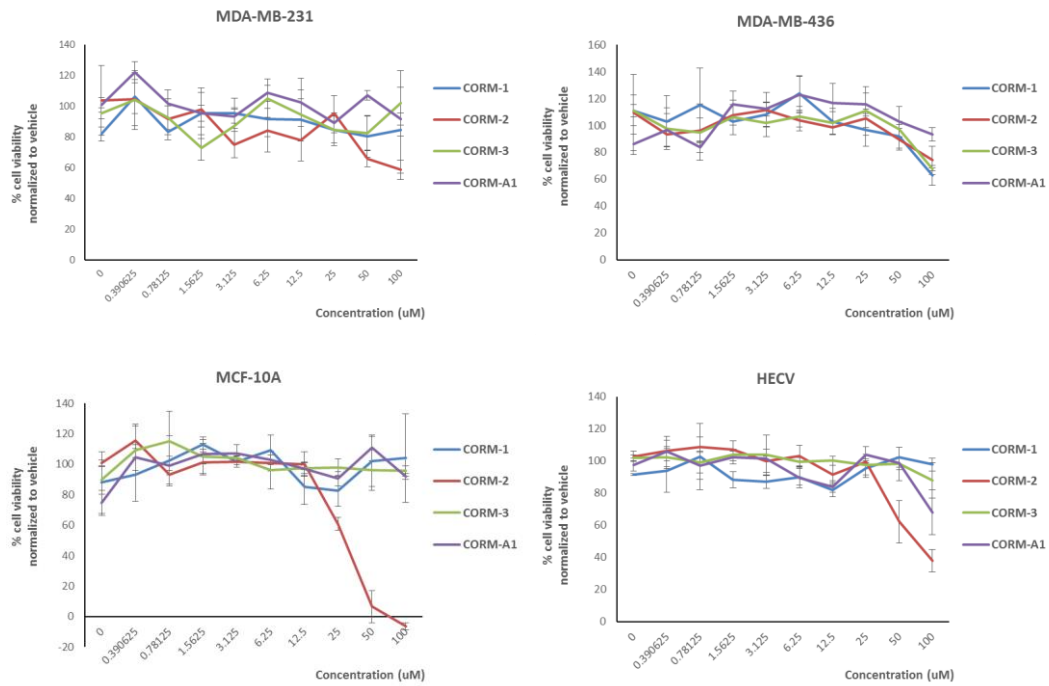 MDA-MB-231
140
120
100
80
60
40
20
0
% cell viability
normalized to vehicle
0
0.390625
0.78125
1.5625
3.125
6.25
12.5
25
50
100
Concentration (uM)
CORM-1
CORM-2
CORM-3
CORM-A1
MDA-MB-436
160
140
120
100
80
60
40
20
0
% cell viability
normalized to vehicle
0
0.390625
0.78125
1.5625
3.125
6.25
12.5
25
50
100
Concentration (uM)
CORM-1
CORM-2
CORM-3
CORM-A1
MCF-10A
140
120
100
80
60
40
20
0
-20
% cell viability
normalized to vehicle
0
0.390625
0.78125
1.5625
3.125
6.25
12.5
25
50
100
Concentration (uM)
CORM-1
CORM-2
CORM-3
CORM-A1
HECV
140
120
100
80
60
40
20
0
% cell viability
normalized to vehicle
0
0.390625
0.78125
1.5625
3.125
6.25
12.5
25
50
100
Concentration (uM)
CORM-1
CORM-2
CORM-3
CORM-A1